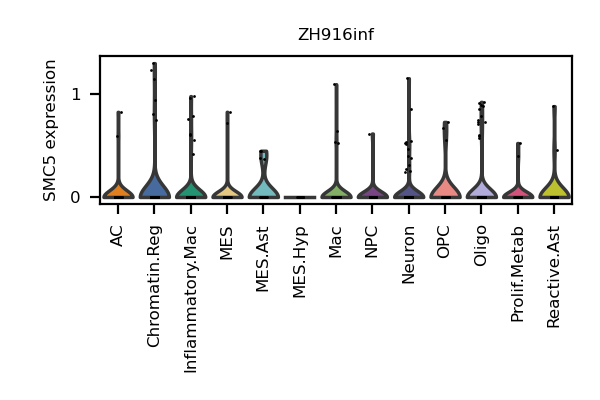 ZH916inf
SMC5 expression
1
0
AC
Chromatin.Reg
Inflammatory.Mac
MES
MES.Ast
MES.Hyp
Mac
NPC
Neuron
OPC
Oligo
Prolif.Metab
Reactive.Ast